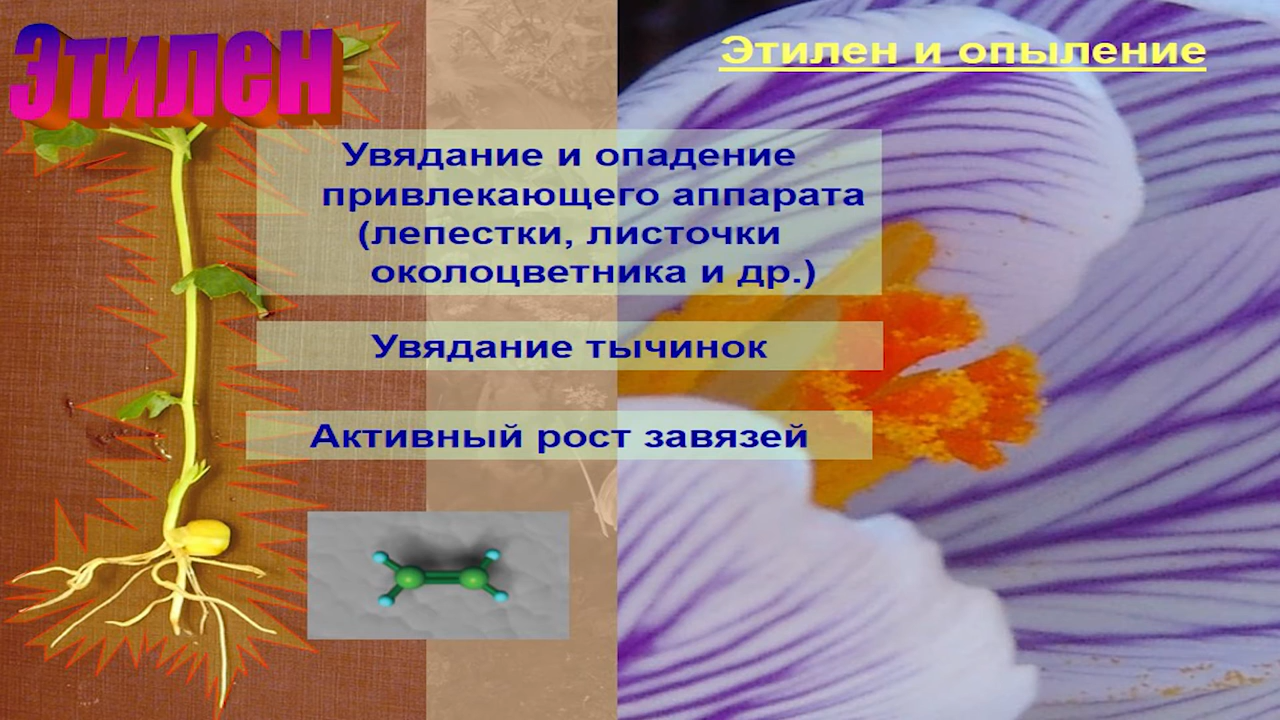 Этилен
Этилен и опыление
Увядание и опадение
привлекающего аппарата
(лепестки, листочки
околоцветника и др.)
Увядание тычинок
Активный рост завязей